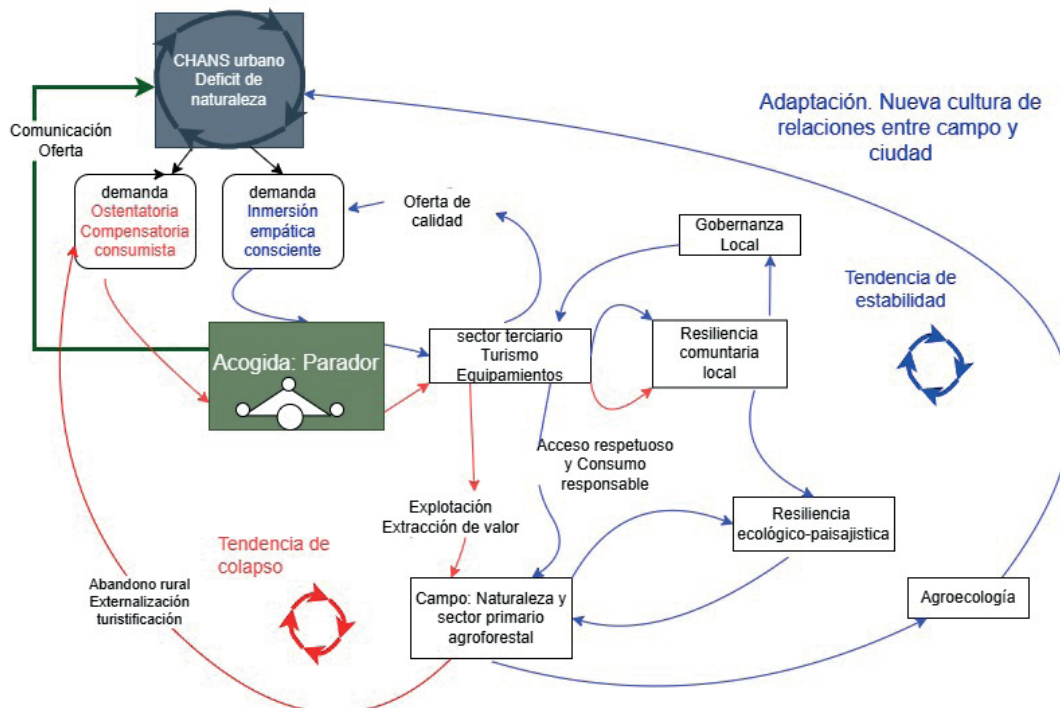 CHANS urbano
Deficit de
naturaleza
Comunicación
Oferta
Adaptación. Nueva cultura de
relaciones entre campo y
ciudad
demanda
Ostentatoria
Compensatoria
consumista
demanda
Inmersión
empática
consciente
Oferta de
calidad
Gobernanza
Local
Tendencia de
estabilidad
Acogida: Parador
sector terciario
Turismo
Equipamientos
Resiliencia
comuntaria
local
Acceso respetuoso
y Consumo
responsable
Explotación
Extracción de valor
Resiliencia
ecológico-paisajistica
Tendencia de
colapso
Abandono rural
Externalización
turistificación
Campo: Naturaleza y
sector primario
agroforestal
Agroecología